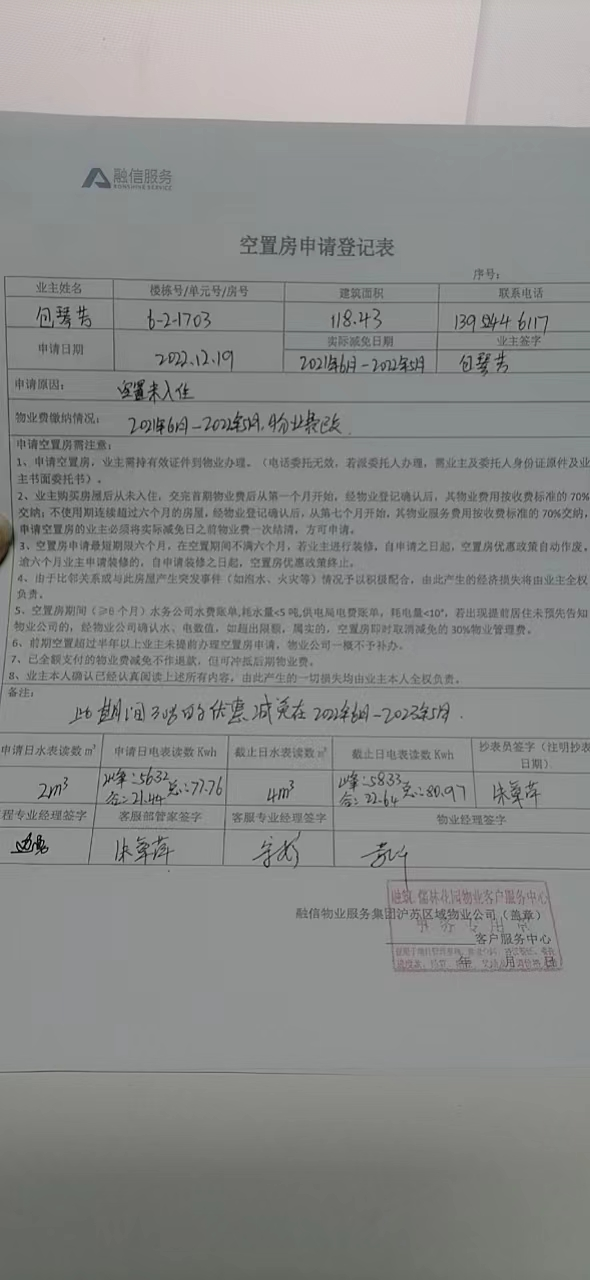 融信服务
RONSHINE SERVICE
空置房申请登记表
序号：
业主姓名 楼栋号/单元号/房号 建筑面积 联系电话
包琴芳 6-2-1703 118.43
申请日期 2022.12.19 实际减免日期 业主签字
2021年6月-2022年5月 包琴芳
申请原因： 空置未入住
物业费缴纳情况： 2021年6月-2022年5月，物业费已交
申请空置房需注意：
1、申请空置房，业主需持有效证件到物业办理。（电话委托无效，若派委托人办理，需业主及委托人身份证原件及业
主书面委托书）。
2、业主购买房屋后从未入住，交完首期物业费后从第一个月开始，经物业登记确认后，其物业费用按收费标准的 70%
交纳；不使用期连续超过六个月的房屋，经物业登记确认后，从第七个月开始，其物业服务费用按收费标准的 70%交纳，
申请空置房的业主必须将实际减免日之前物业费一次结清，方可申请。
3、空置房申请最短期限六个月，在空置期间不满六个月，若业主进行装修，自申请之日起，空置房优惠政策自动作废。
逾六个月业主申请装修的，自申请装修之日起，空置房优惠政策终止。
4、由于比邻关系或与此房屋产生突发事件（如泡水、火灾等）情况予以积极配合，由此产生的经济损失将由业主全权
负责。
5、空置房期间（≥6 个月）水务公司水费账单，耗水量<5 吨，供电局电费账单，耗电量<10°，若出现提前居住未预先告知
物业公司的，经物业公司确认水、电数值，如超出限额，属实的，空置房即时取消减免的 30%物业管理费。
6、前期空置超过半年以上业主未提前办理空置房申请，物业公司一概不予补办。
7、已全额支付的物业费减免不作退款，但可冲抵后期物业费。
8、业主本人确认已经认真阅读上述所有内容，由此产生的一切损失均由业主本人全权负责。
备注：
此期间30%的优惠减免在2022年6月-2023年5月.
申请日水表读数 m³ 申请日电表读数 Kwh 截止日水表读数 m³ 截止日电表读数 Kwh 抄表员签字（注明抄表
日期）
2m³ 峰：56.32 总：77.76 4m³ 峰：58.33 总：80.97
谷：21.44 谷：22.64
程专业经理签字 客服部管家签字 客服专业经理签字 物业经理签字
融信物业服务集团沪苏区域物业公司（盖章）
客户服务中心
年 月 日